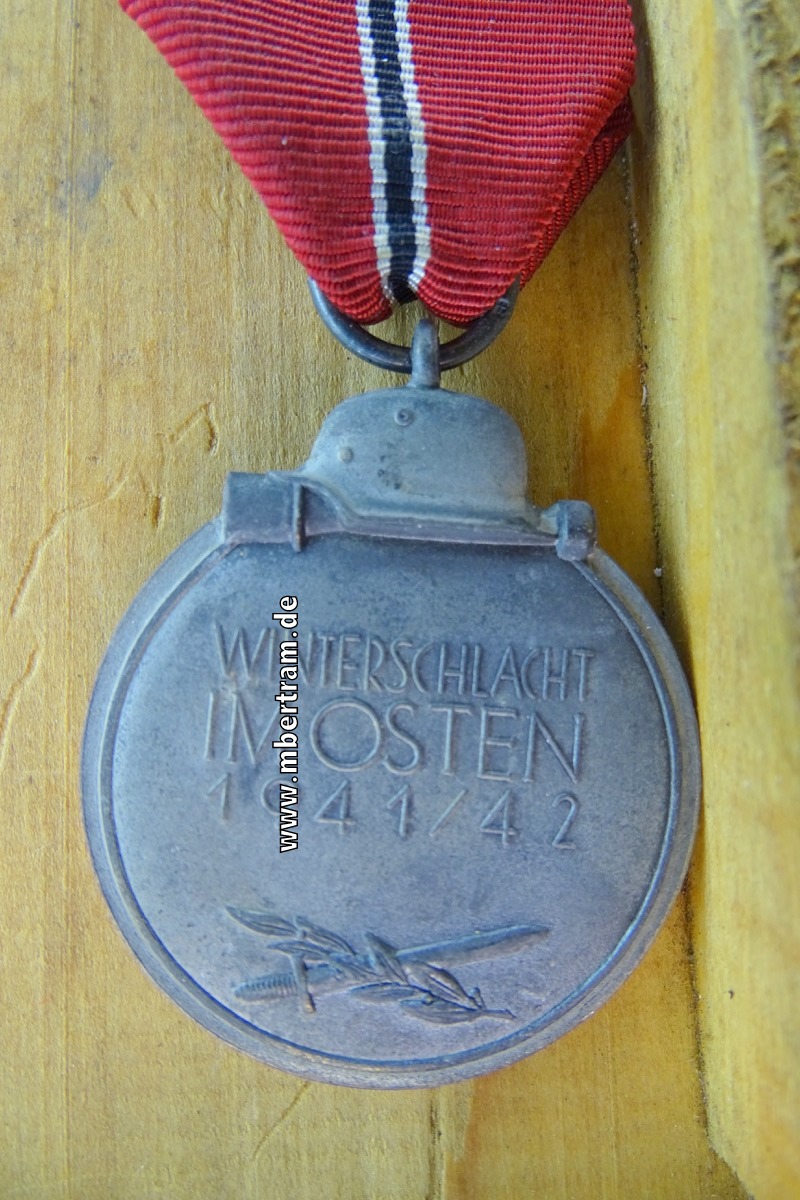 WINTERSCHLACHT
IM OSTEN
1941/42
www.mbertram.de